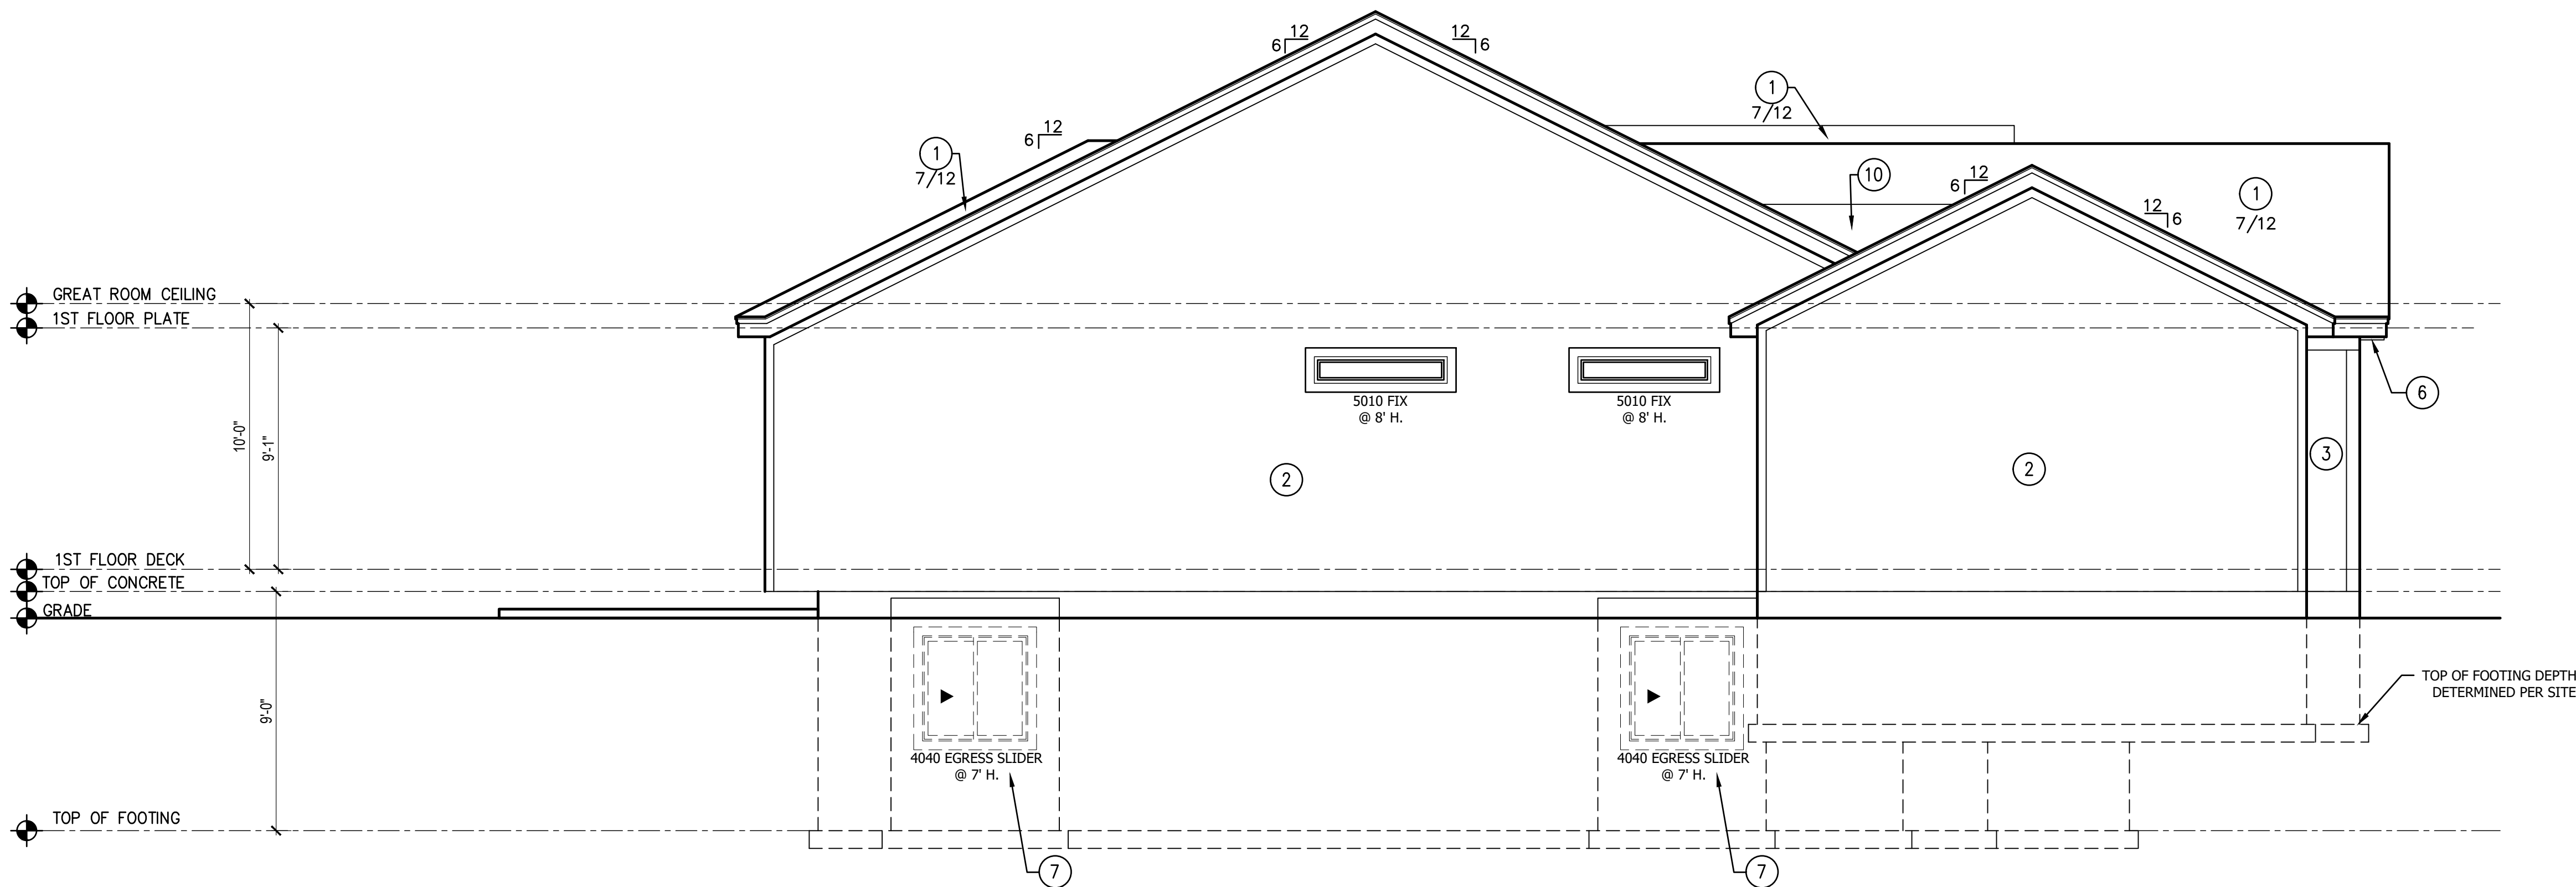 12
6
12
6
1
7/12
12
6
1
7/12
10
12
6
1
7/12
12
6
GREAT ROOM CEILING
1ST FLOOR PLATE
6
5010 FIX
@ 8' H.
5010 FIX
@ 8' H.
10'-0"
9'-1"
2
2
3
1ST FLOOR DECK
TOP OF CONCRETE
GRADE
9'-0"
TOP OF FOOTING DEPTH
DETERMINED PER SITE
4040 EGRESS SLIDER
@ 7' H.
4040 EGRESS SLIDER
@ 7' H.
TOP OF FOOTING
7
7